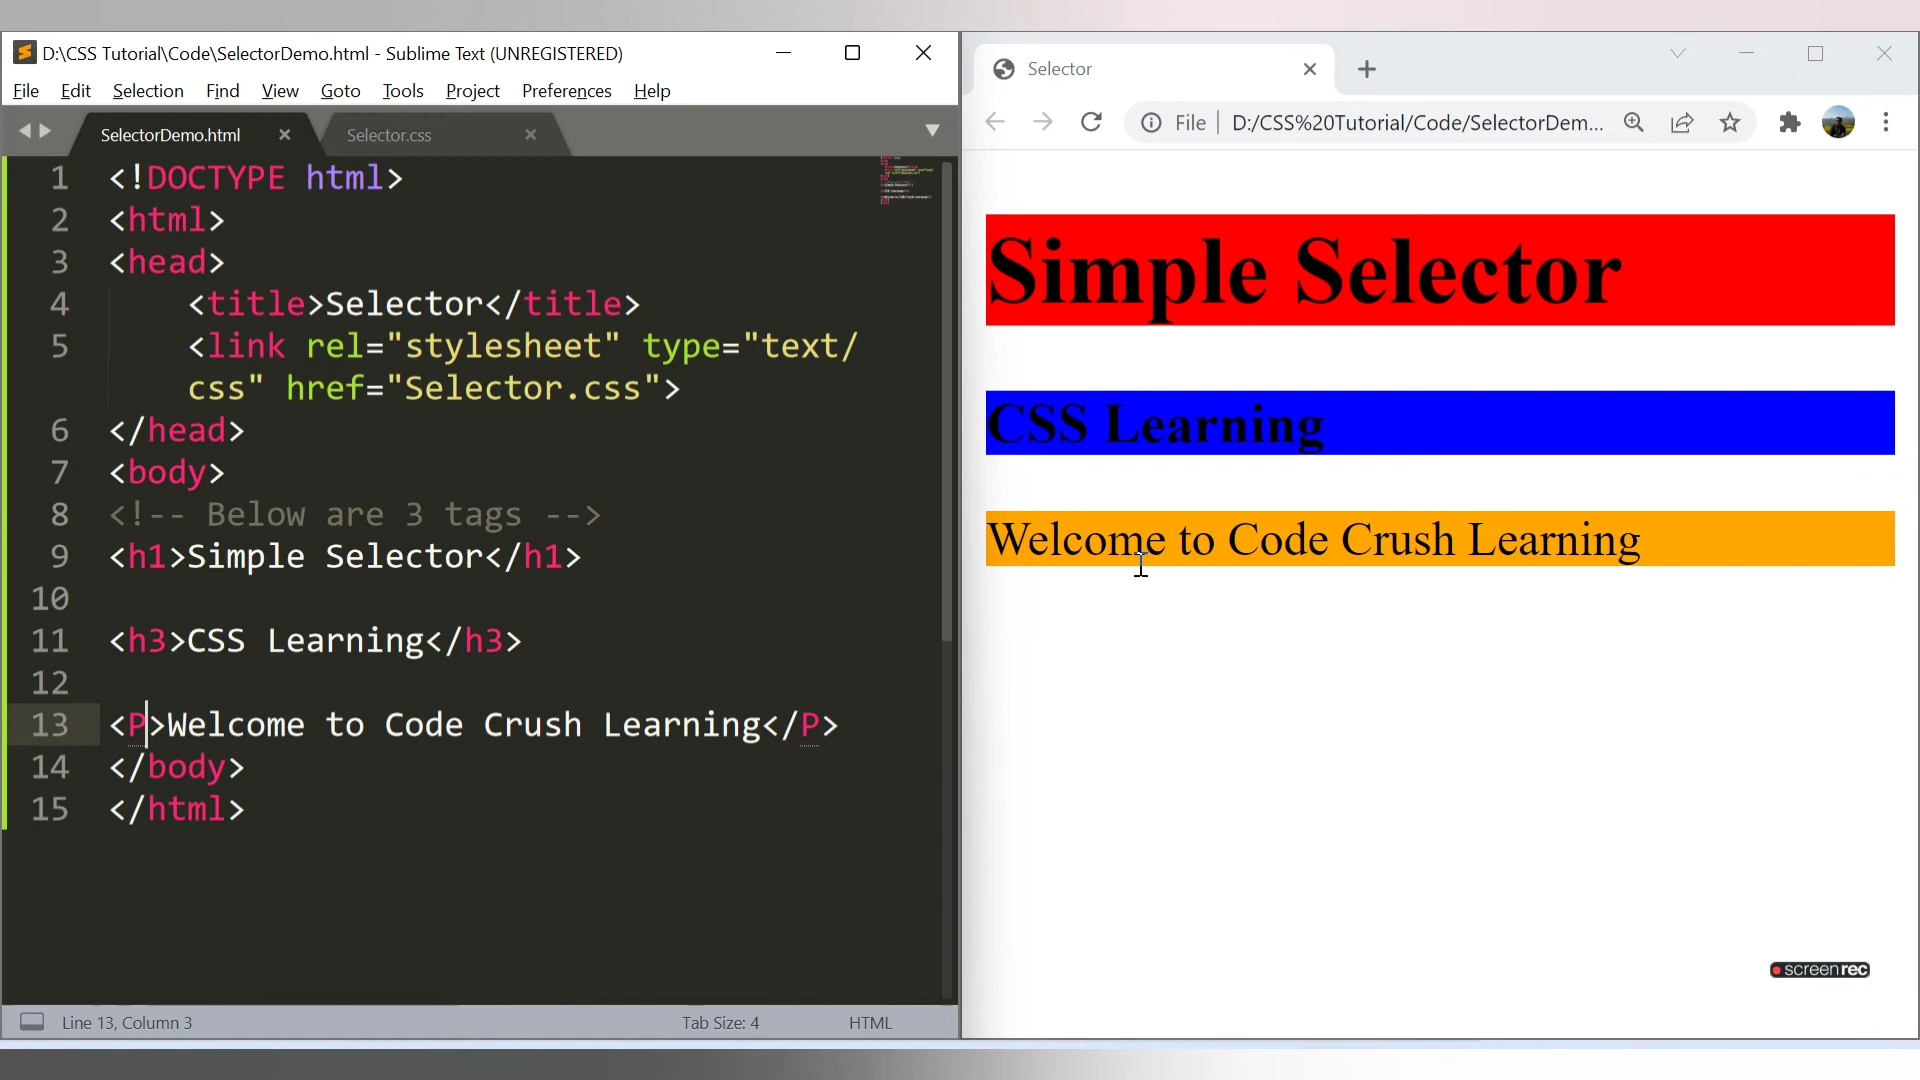 D:\CSS Tutorial\Code\SelectorDemo.html - Sublime Text (UNREGISTERED)
File Edit Selection Find View Goto Tools Project Preferences Help
SelectorDemo.html
Selector.css
1 <!DOCTYPE html>
2 <html>
3 <head>
4 <title>Selector</title>
5 <link rel="stylesheet" type="text/
css" href="Selector.css">
6 </head>
7 <body>
8 <!-- Below are 3 tags -->
9 <h1>Simple Selector</h1>
10
11 <h3>CSS Learning</h3>
12
13 <P>Welcome to Code Crush Learning</P>
14 </body>
15 </html>
Line 13, Column 3
Tab Size: 4
HTML
Selector
File D:/CSS%20Tutorial/Code/SelectorDem...
Simple Selector
CSS Learning
Welcome to Code Crush Learning
screenrec